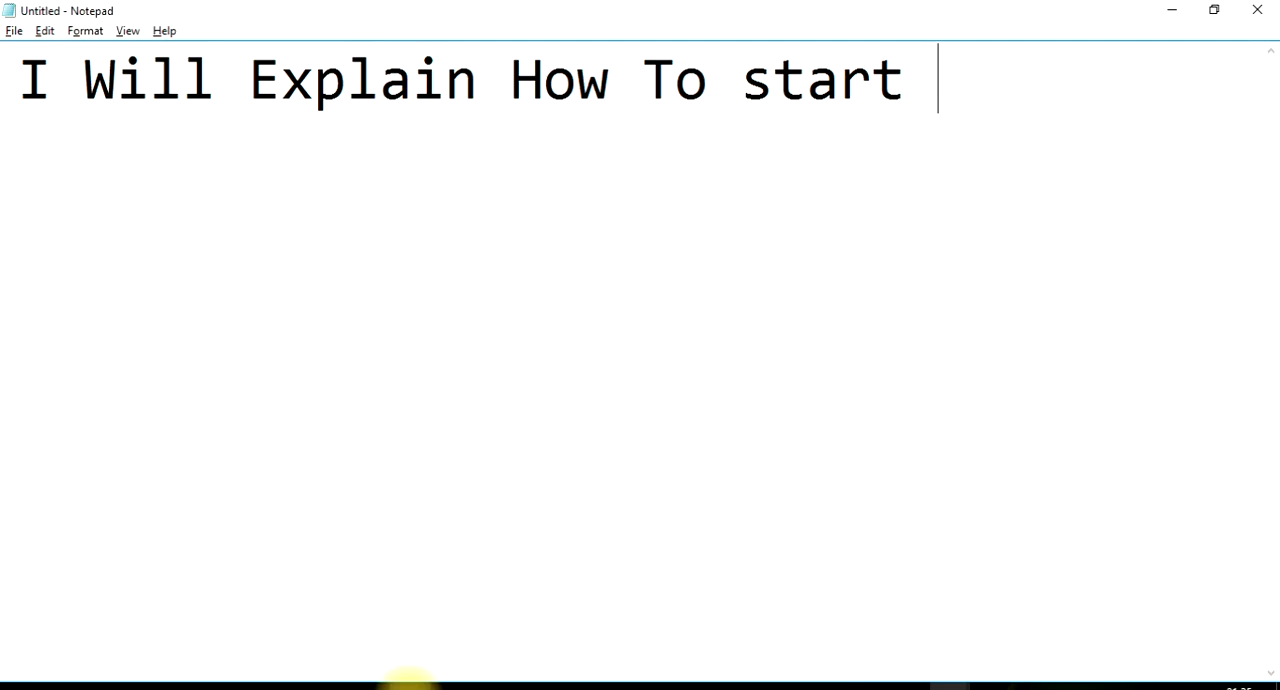 Untitled - Notepad
File Edit Format View Help
I Will Explain How To start